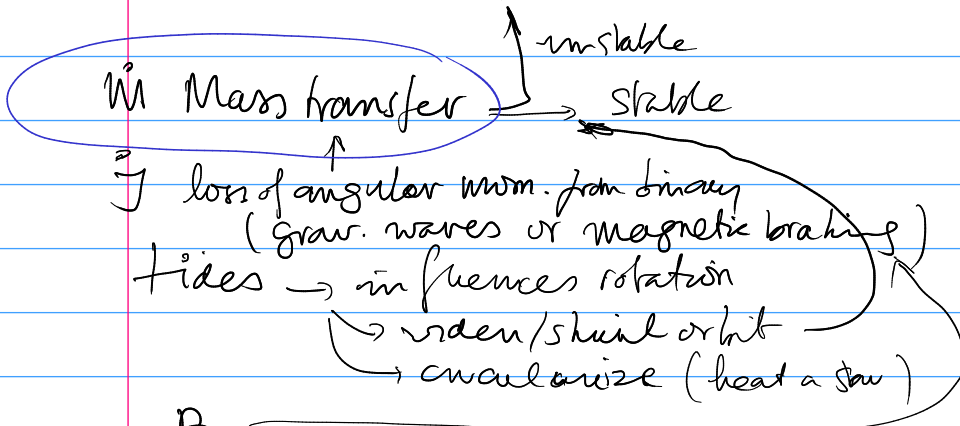 unstable
ṁ Mass transfer → stable
↑
J̇ loss of angular mom. from binary
(grav. waves or magnetic braking)
tides → influences rotation
→ widen/shrink orbit
→ circularize (heat a star)